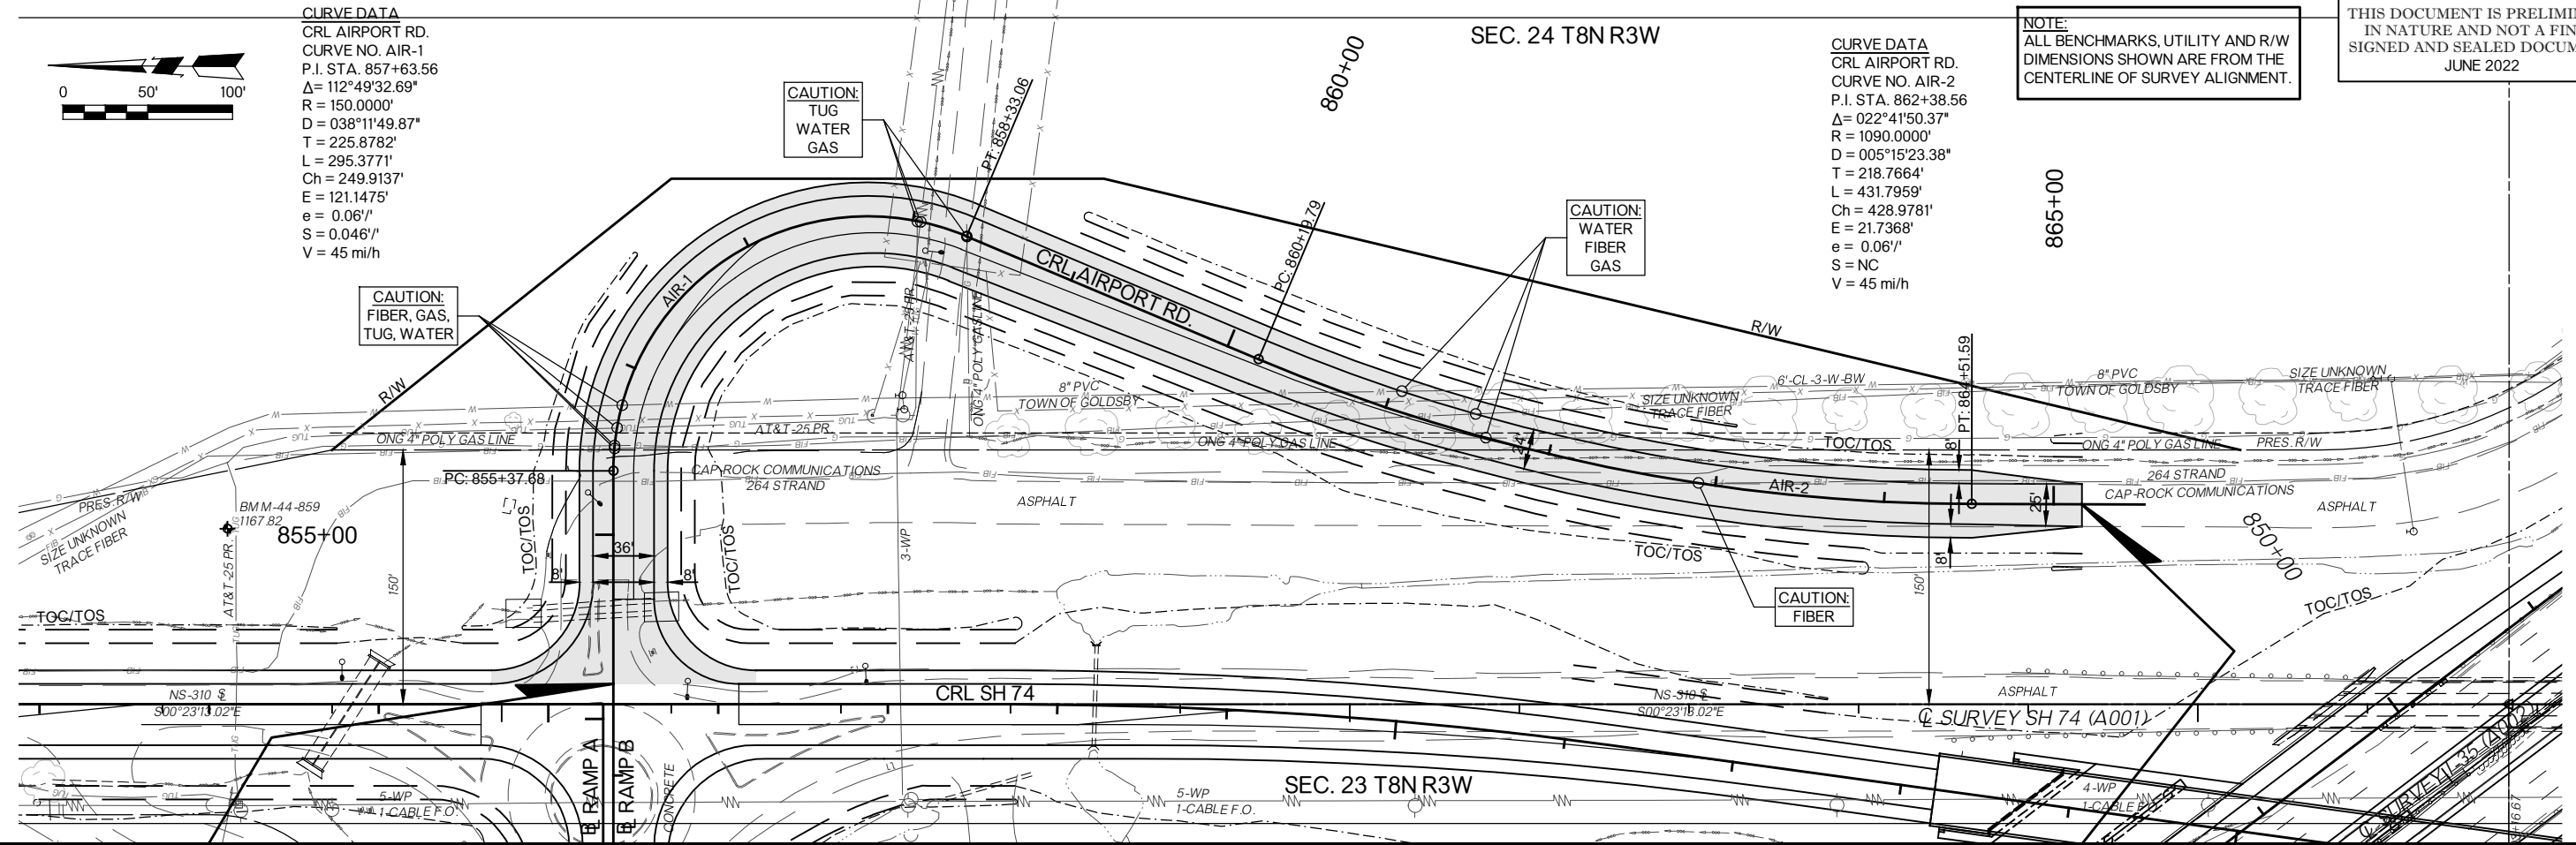 CURVE DATA
CRL AIRPORT RD.
CURVE NO. AIR-1
P.I. STA. 857+63.56
Δ= 112°49'32.69"
R = 150.0000'
D = 038°11'49.87"
T = 225.8782'
L = 295.3771'
Ch = 249.9137'
E = 121.1475'
e = 0.06'/'
S = 0.046'/'
V = 45 mi/h
0 50' 100'
CAUTION:
TUG
WATER
GAS
PT: 858+33.06
860+00
SEC. 24 T8N R3W
CURVE DATA
CRL AIRPORT RD.
CURVE NO. AIR-2
P.I. STA. 862+38.56
Δ= 022°41'50.37"
R = 1090.0000'
D = 005°15'23.38"
T = 218.7664'
L = 431.7959'
Ch = 428.9781'
E = 21.7368'
e = 0.06'/'
S = NC
V = 45 mi/h
NOTE:
ALL BENCHMARKS, UTILITY AND R/W
DIMENSIONS SHOWN ARE FROM THE
CENTERLINE OF SURVEY ALIGNMENT.
THIS DOCUMENT IS PRELIMI
IN NATURE AND NOT A FIN
SIGNED AND SEALED DOCUM
JUNE 2022
865+00
CAUTION:
WATER
FIBER
GAS
CAUTION:
FIBER, GAS,
TUG, WATER
AIR-1
CRL AIRPORT RD.
PC: 860+19.79
R/W
R/W
PT: 864+51.59
8" PVC
TOWN OF GOLDSBY
6'-CL-3-W-BW
SIZE UNKNOWN
TRACE FIBER
8" PVC
TOWN OF GOLDSBY
SIZE UNKNOWN
TRACE FIBER
AT&T-25 PR.
ONG 4" POLY GASLINE
ONG 4" POLY GAS LINE
AT&T-25 PR.
ONG 4" POLY GAS LINE
24'
TOC/TOS
8'
ONG 4" POLY GAS LINE
PRES. R/W
PC: 855+37.68
CAP-ROCK COMMUNICATIONS
264 STRAND
ASPHALT
AIR-2
25'
264 STRAND
CAP-ROCK COMMUNICATIONS
ASPHALT
PRES. R/W
SIZE UNKNOWN
TRACE FIBER
BM M-44-859
1167.82
855+00
AT&T-25 PR.
TOC/TOS
36'
8'
8'
TOC/TOS
3-WP
TOC/TOS
8'
850+00
TOC/TOS
150'
150'
CAUTION:
FIBER
TOC/TOS
NS-310 ℄
S00°23'13.02"E
CRL SH 74
NS-310 ℄
S00°23'13.02"E
ASPHALT
℄ SURVEY SH 74 (A001)
RAMP A
RAMP B
CONCRETE
5-WP
1-CABLE F.O.
5-WP
1-CABLE F.O.
SEC. 23 T8N R3W
4-WP
1-CABLE F.O.
℄ SURVEY I-35 (A002)